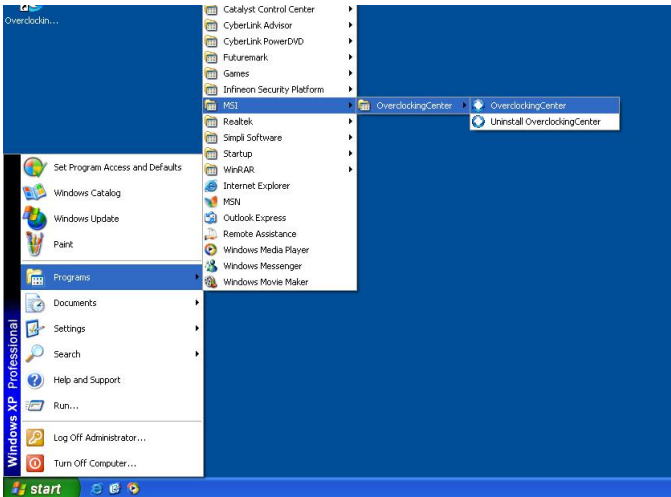 Overclockin...
Catalyst Control Center
CyberLink Advisor
CyberLink PowerDVD
Futuremark
Games
Infineon Security Platform
MSI
Realtek
Simpli Software
Startup
WinRAR
Internet Explorer
MSN
Outlook Express
Remote Assistance
Windows Media Player
Windows Messenger
Windows Movie Maker
OverclockingCenter
OverclockingCenter
Uninstall OverclockingCenter
Set Program Access and Defaults
Windows Catalog
Windows Update
Paint
Programs
Documents
Settings
Search
Help and Support
Run...
Log Off Administrator...
Turn Off Computer...
Windows XP Professional
start